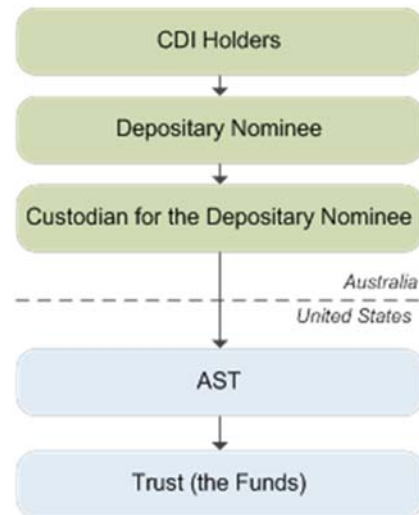 CDI Holders
Depositary Nominee
Custodian for the Depositary Nominee
Australia
United States
AST
Trust (the Funds)